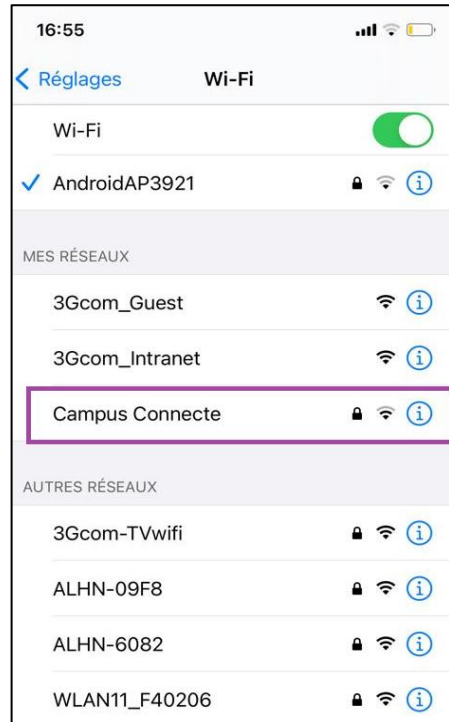 16:55
Réglages Wi-Fi
Wi-Fi
AndroidAP3921
MES RÉSEAUX
3Gcom_Guest
3Gcom_Intranet
Campus Connecte
AUTRES RÉSEAUX
3Gcom-TVwifi
ALHN-09F8
ALHN-6082
WLAN11_F40206